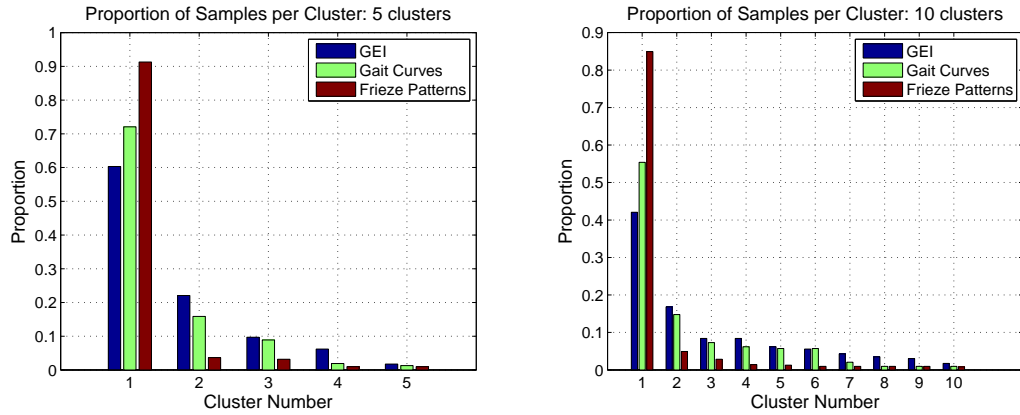 Proportion of Samples per Cluster: 5 clusters
1
0.9
0.8
0.7
0.6
0.5
0.4
0.3
0.2
0.1
0
Proportion
GEI
Gait Curves
Frieze Patterns
1 2 3 4 5
Cluster Number
Proportion of Samples per Cluster: 10 clusters
0.9
0.8
0.7
0.6
0.5
0.4
0.3
0.2
0.1
0
Proportion
GEI
Gait Curves
Frieze Patterns
1 2 3 4 5 6 7 8 9 10
Cluster Number